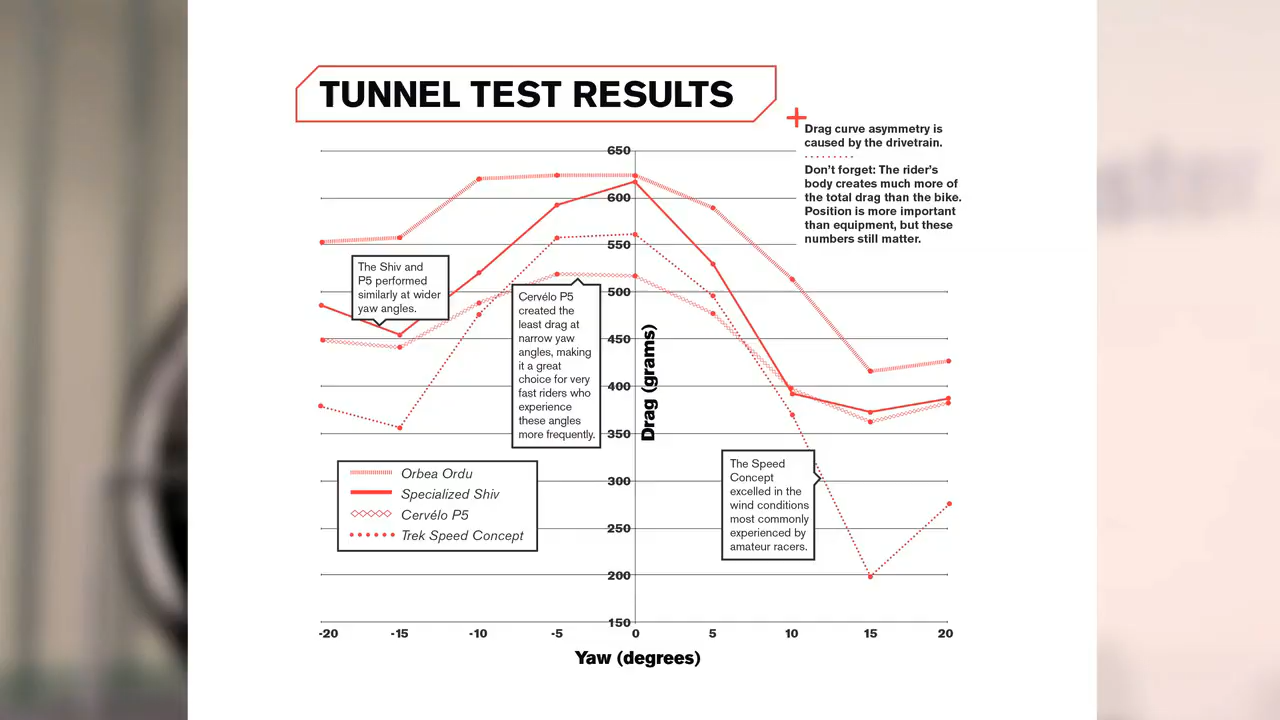 TUNNEL TEST RESULTS
Drag curve asymmetry is
caused by the drivetrain.
Don't forget: The rider's
body creates much more of
the total drag than the bike.
Position is more important
than equipment, but these
numbers still matter.
650
600
550
500
450
400
350
300
250
200
150
Drag (grams)
The Shiv and
P5 performed
similarly at wider
yaw angles.
Cervélo P5
created the
least drag at
narrow yaw
angles, making
it a great
choice for very
fast riders who
experience
these angles
more frequently.
The Speed
Concept
excelled in the
wind conditions
most commonly
experienced by
amateur racers.
Orbea Ordu
Specialized Shiv
Cervélo P5
Trek Speed Concept
-20 -15 -10 -5 0 5 10 15 20
Yaw (degrees)